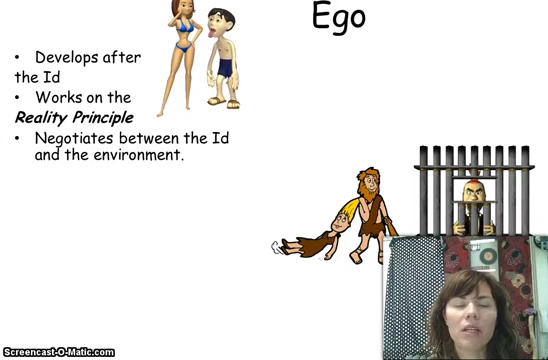 Ego
• Develops after
the Id
• Works on the
Reality Principle
• Negotiates between the Id
and the environment.
Screencast-O-Matic.com